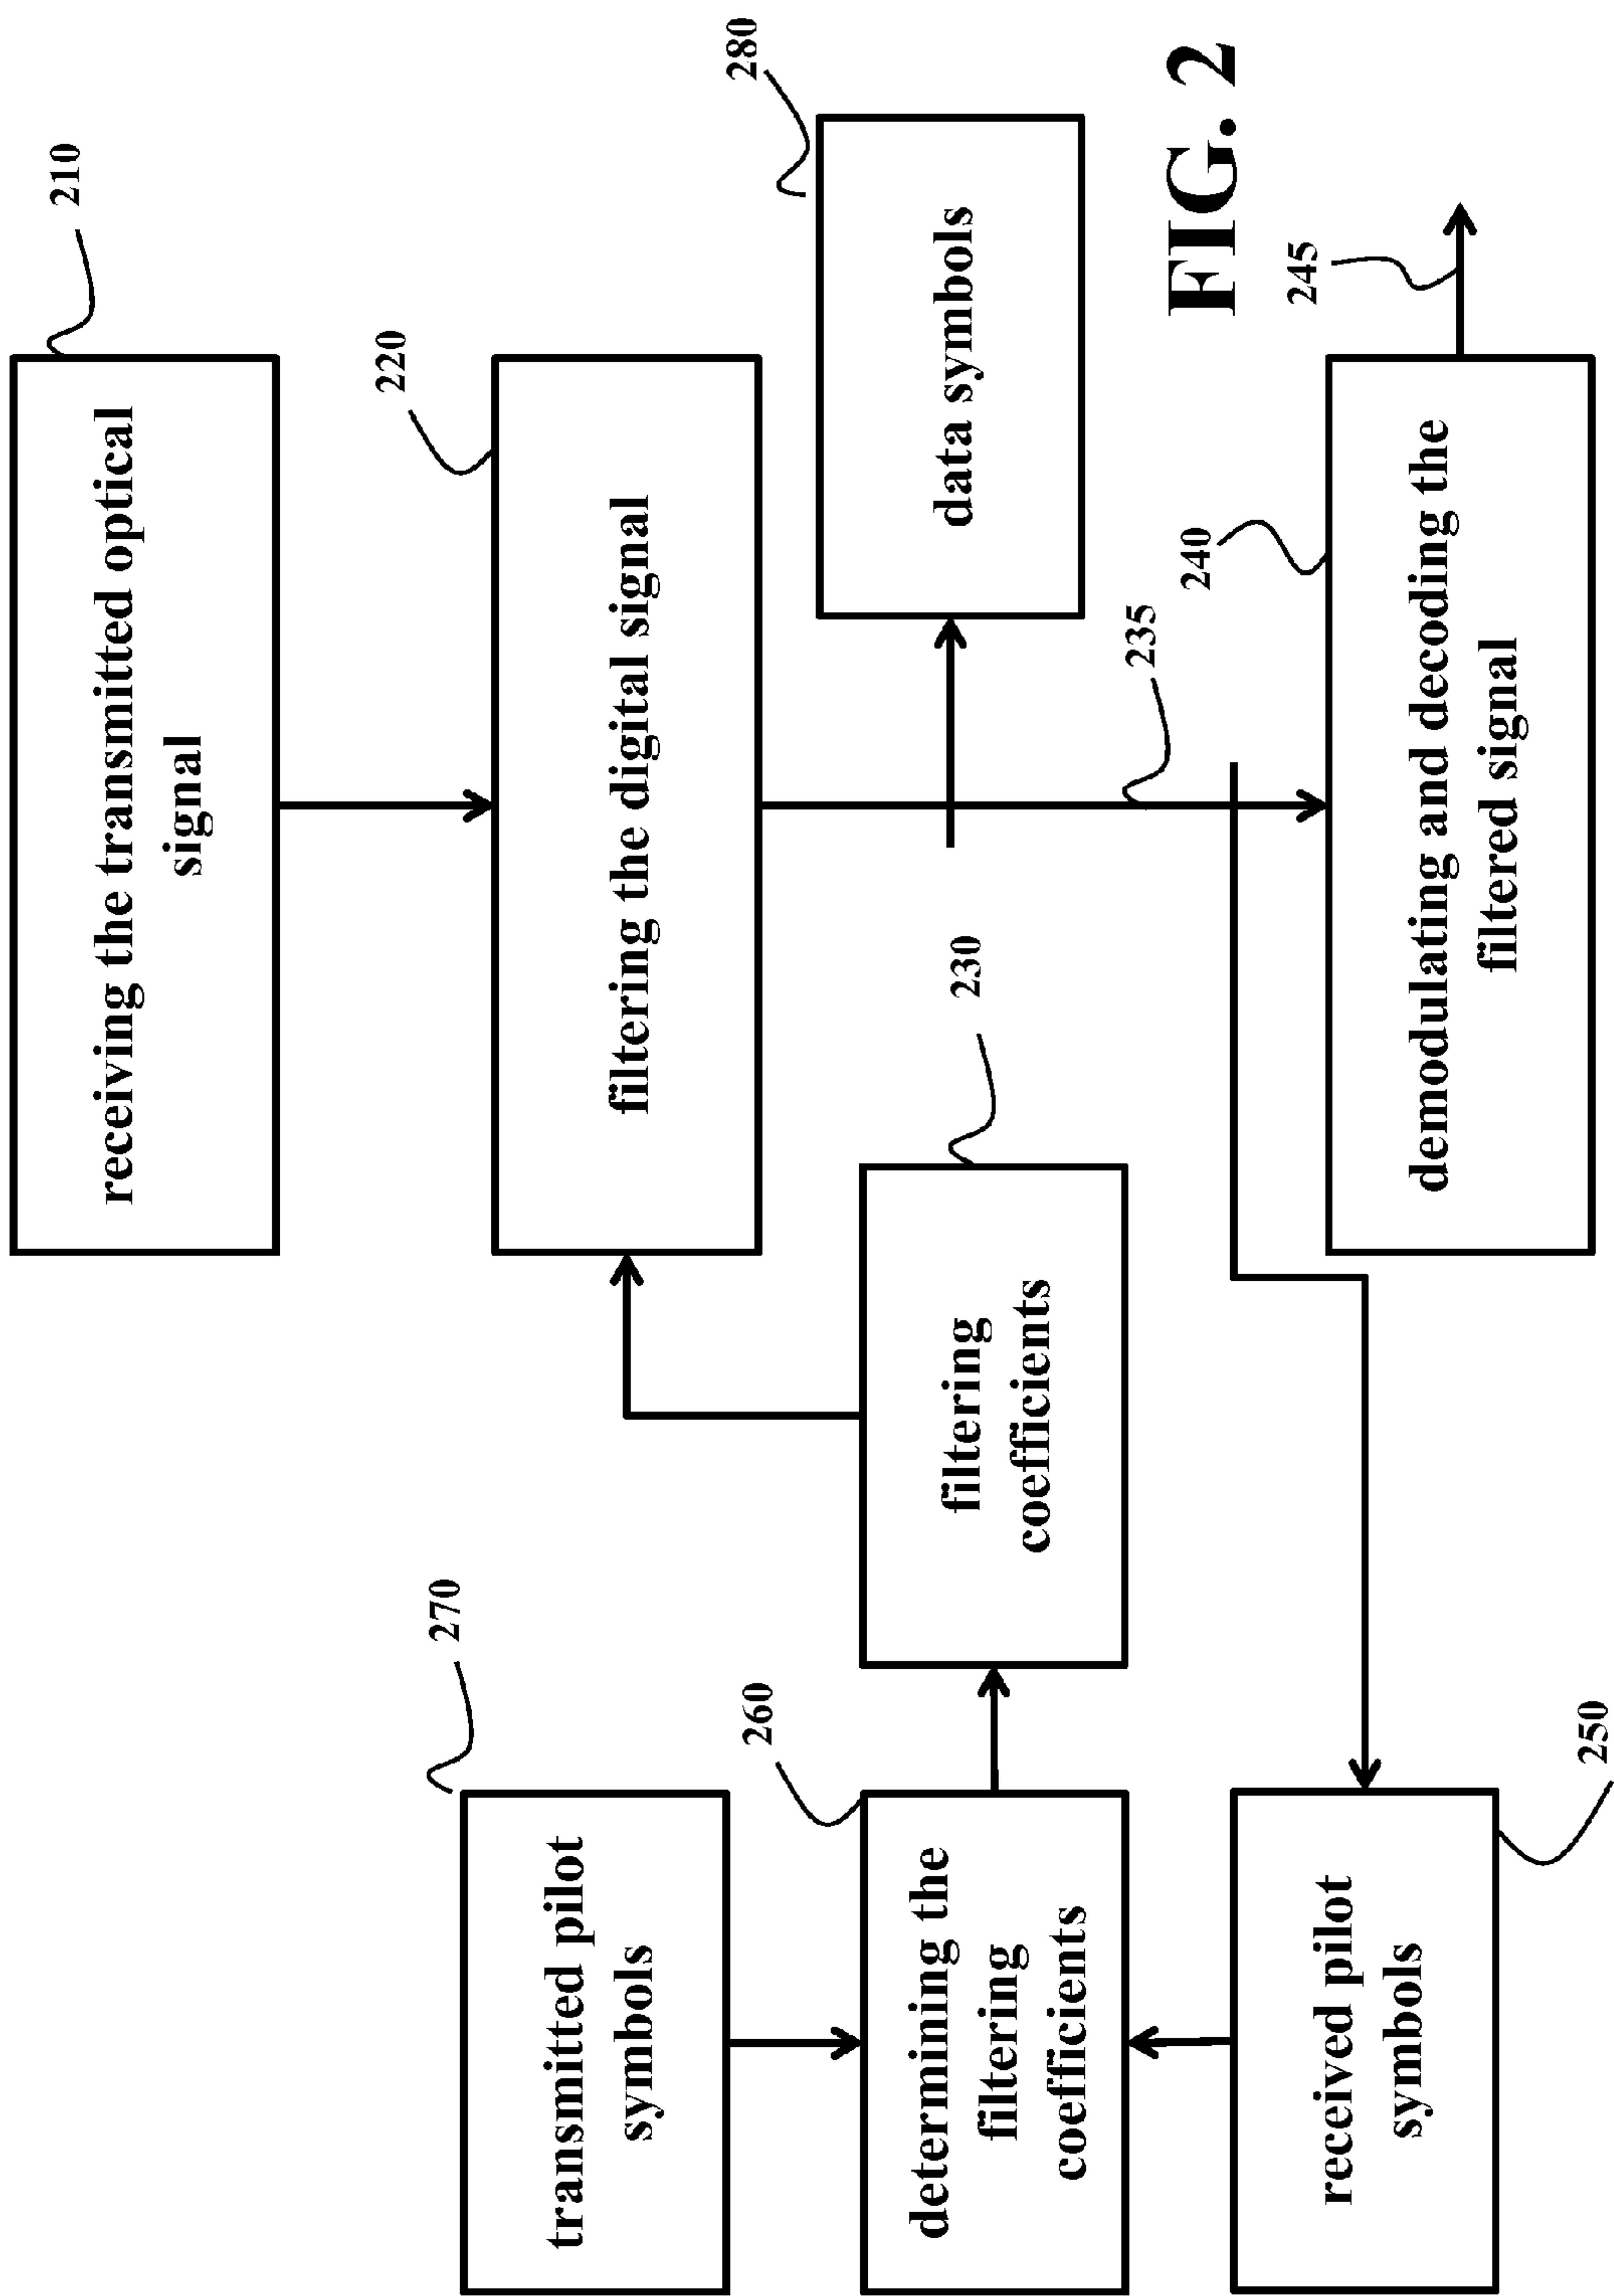 210
receiving the transmitted optical
signal
220
filtering the digital signal
270
transmitted pilot
symbols
280
data symbols
230
filtering
coefficients
260
determining the
filtering
coefficients
235
240
demodulating and decoding the
filtered signal
245
250
received pilot
symbols
FIG. 2